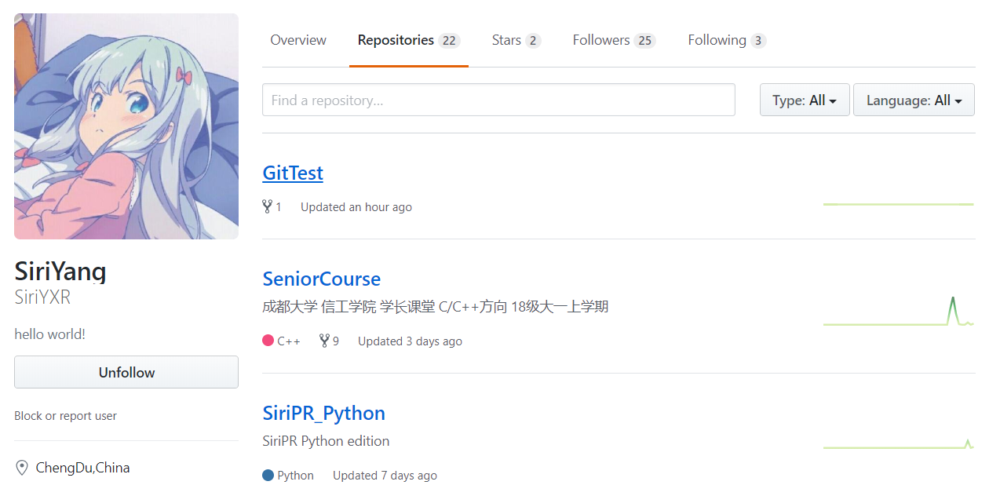 Overview Repositories 22 Stars 2 Followers 25 Following 3
Find a repository... Type: All Language: All
GitTest
1 Updated an hour ago
SeniorCourse
成都大学 信工学院 学长课堂 C/C++方向 18级大一上学期
C++ 9 Updated 3 days ago
SiriPR_Python
SiriPR Python edition
Python Updated 7 days ago
SiriYang
SiriYXR
hello world!
Unfollow
Block or report user
ChengDu,China